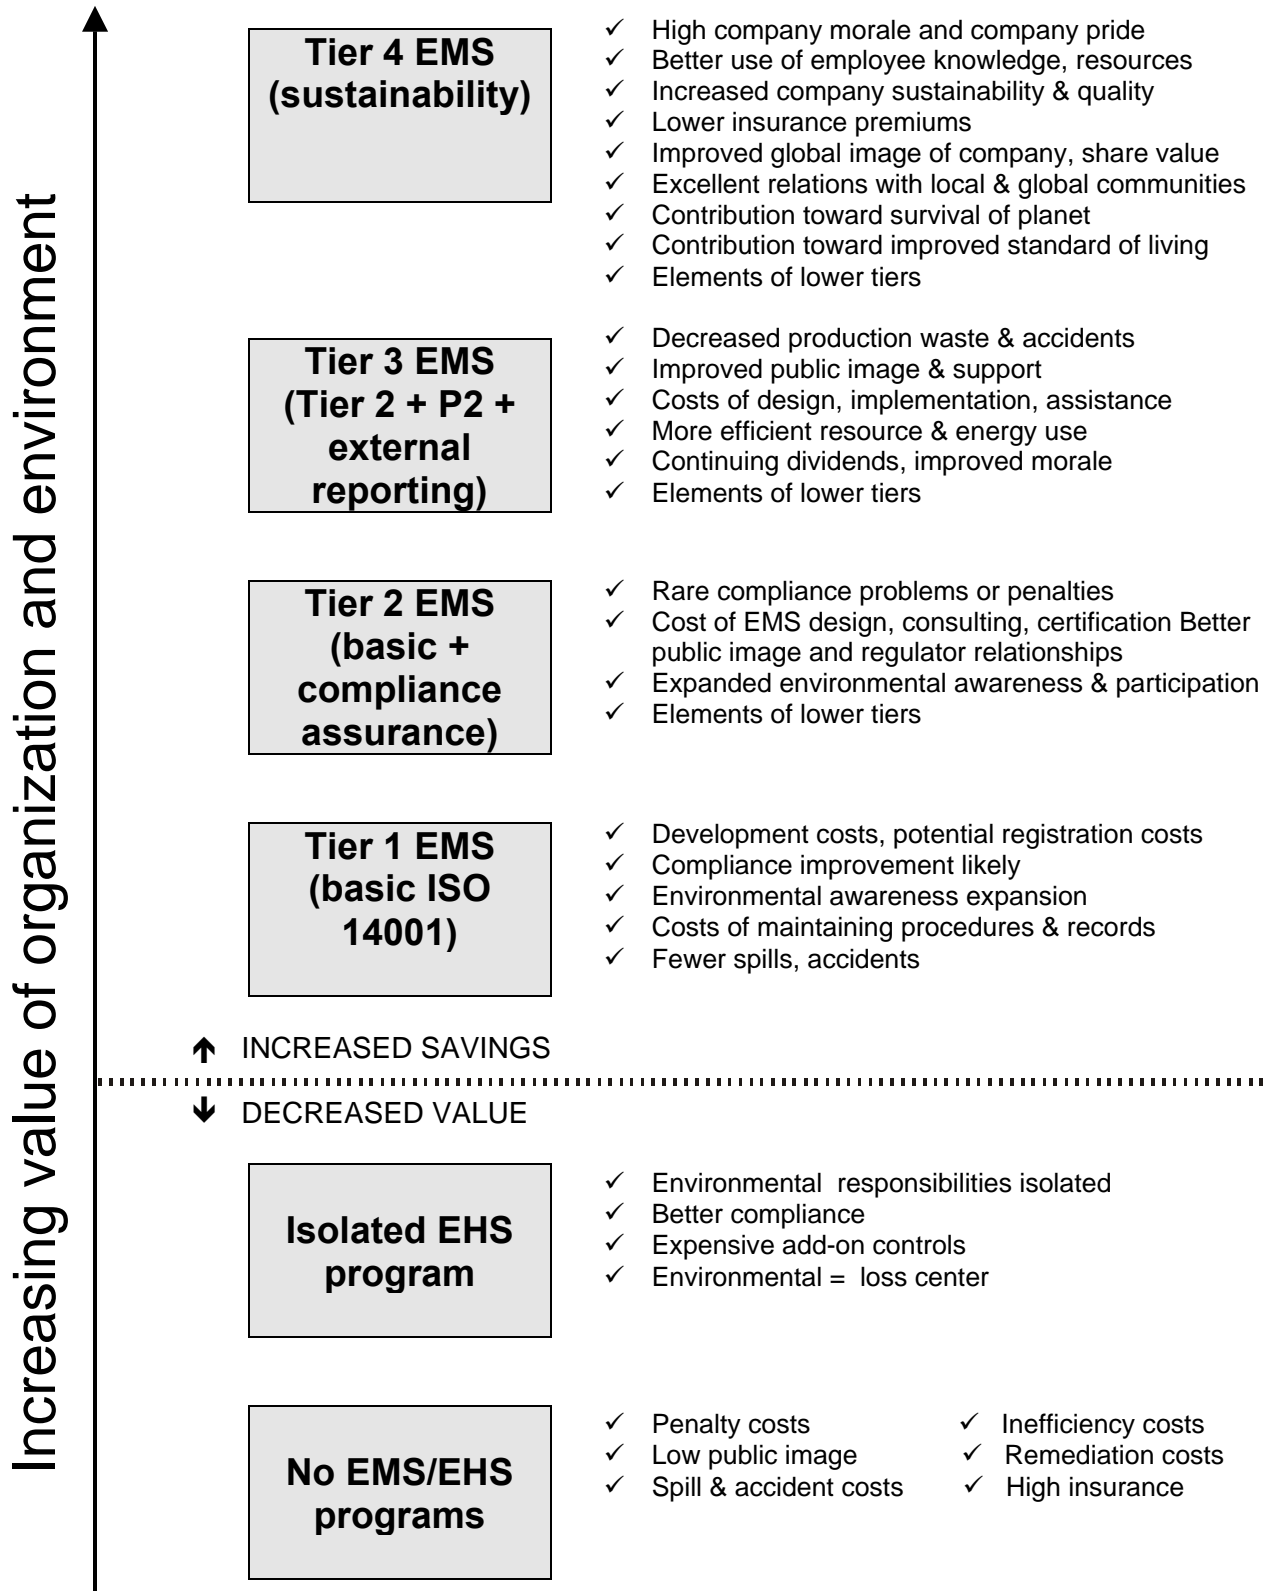 Increasing value of organization and environment
Tier 4 EMS
(sustainability)
✓ High company morale and company pride
✓ Better use of employee knowledge, resources
✓ Increased company sustainability & quality
✓ Lower insurance premiums
✓ Improved global image of company, share value
✓ Excellent relations with local & global communities
✓ Contribution toward survival of planet
✓ Contribution toward improved standard of living
✓ Elements of lower tiers
Tier 3 EMS
(Tier 2 + P2 +
external
reporting)
✓ Decreased production waste & accidents
✓ Improved public image & support
✓ Costs of design, implementation, assistance
✓ More efficient resource & energy use
✓ Continuing dividends, improved morale
✓ Elements of lower tiers
Tier 2 EMS
(basic +
compliance
assurance)
✓ Rare compliance problems or penalties
✓ Cost of EMS design, consulting, certification Better
public image and regulator relationships
✓ Expanded environmental awareness & participation
✓ Elements of lower tiers
Tier 1 EMS
(basic ISO
14001)
✓ Development costs, potential registration costs
✓ Compliance improvement likely
✓ Environmental awareness expansion
✓ Costs of maintaining procedures & records
✓ Fewer spills, accidents
↑ INCREASED SAVINGS
↓ DECREASED VALUE
Isolated EHS
program
✓ Environmental responsibilities isolated
✓ Better compliance
✓ Expensive add-on controls
✓ Environmental = loss center
No EMS/EHS
programs
✓ Penalty costs ✓ Inefficiency costs
✓ Low public image ✓ Remediation costs
✓ Spill & accident costs ✓ High insurance